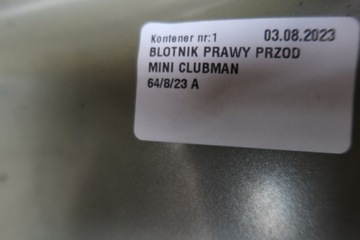 Kontener nr:1 03.08.2023
BLOTNIK PRAWY PRZOD
MINI CLUBMAN
64/8/23 A